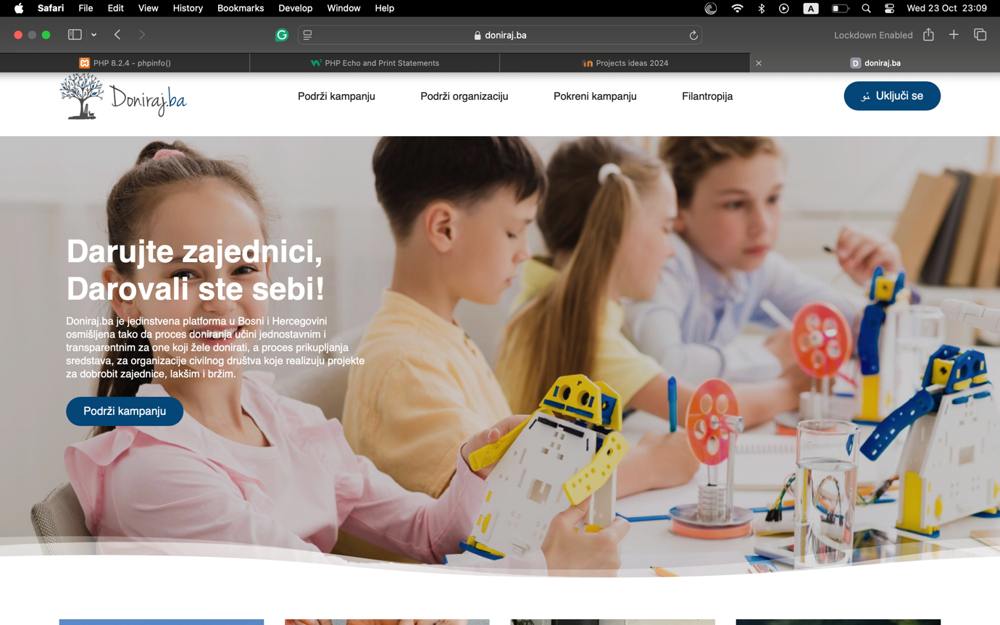 Safari File Edit View History Bookmarks Develop Window Help A Wed 23 Oct 23:09
doniraj.ba Lockdown Enabled
PHP 8.2.4 - phpinfo() PHP Echo and Print Statements Projects ideas 2024 D doniraj.ba
Doniraj.ba Podrži kampanju Podrži organizaciju Pokreni kampanju Filantropija Uključi se
Darujte zajednici,
Darovali ste sebi!
Doniraj.ba je jedinstvena platforma u Bosni i Hercegovini
osmišljena tako da proces doniranja učini jednostavnim i
transparentnim za one koji žele donirati, a proces prikupljanja
sredstava, za organizacije civilnog društva koje realizuju projekte
za dobrobit zajednice, lakšim i bržim.
Podrži kampanju